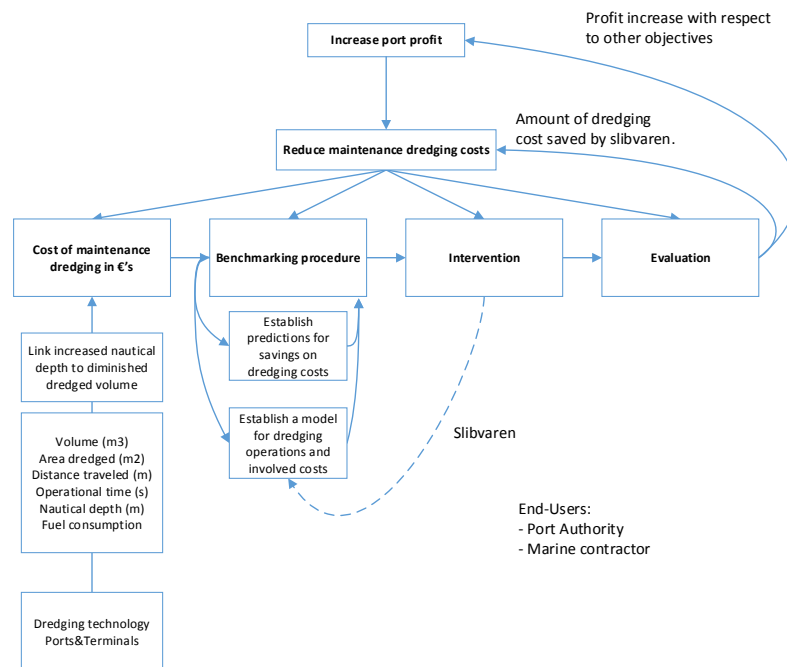 Profit increase with respect
to other objectives
Increase port profit
Amount of dredging
cost saved by slibvaren.
Reduce maintenance dredging costs
Cost of maintenance
dredging in €'s
Benchmarking procedure
Intervention
Evaluation
Establish
predictions for
savings on
dredging costs
Link increased nautical
depth to diminished
dredged volume
Establish a model
for dredging
operations and
involved costs
Slibvaren
Volume (m3)
Area dredged (m2)
Distance traveled (m)
Operational time (s)
Nautical depth (m)
Fuel consumption
End-Users:
- Port Authority
- Marine contractor
Dredging technology
Ports&Terminals